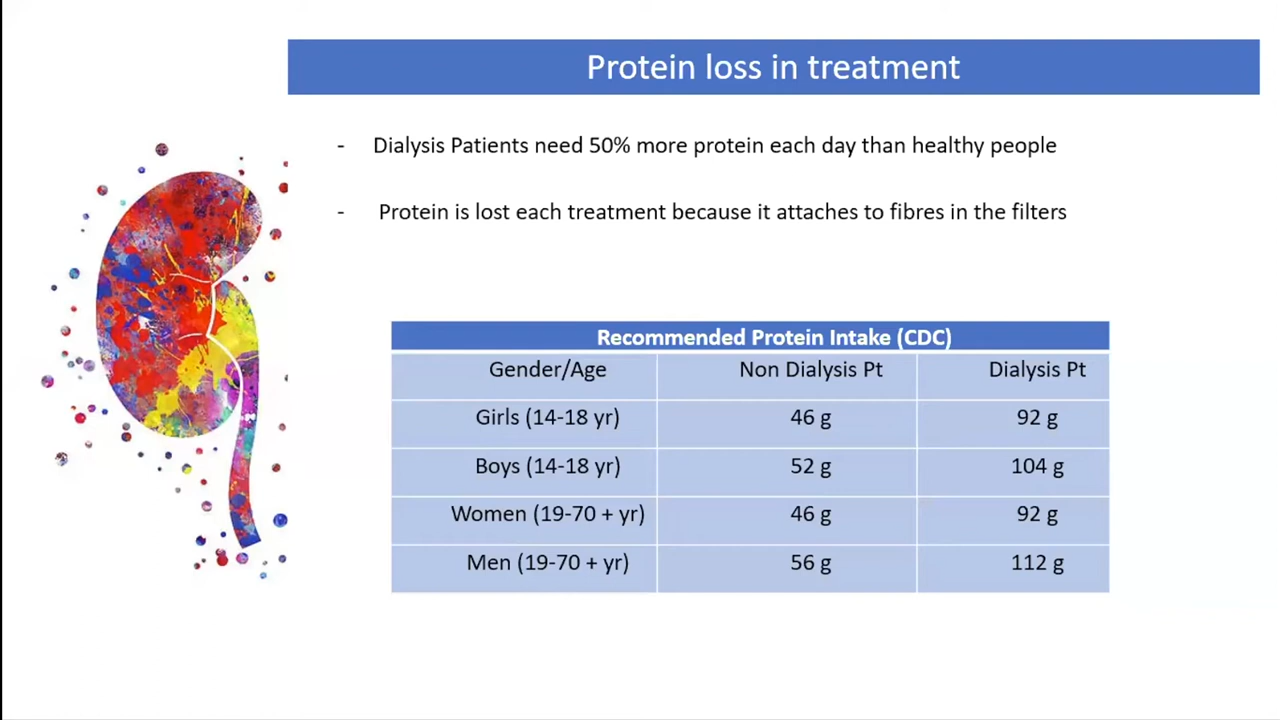 Protein loss in treatment
- Dialysis Patients need 50% more protein each day than healthy people
- Protein is lost each treatment because it attaches to fibres in the filters
Recommended Protein Intake (CDC)
Gender/Age Non Dialysis Pt Dialysis Pt
Girls (14-18 yr) 46 g 92 g
Boys (14-18 yr) 52 g 104 g
Women (19-70 + yr) 46 g 92 g
Men (19-70 + yr) 56 g 112 g